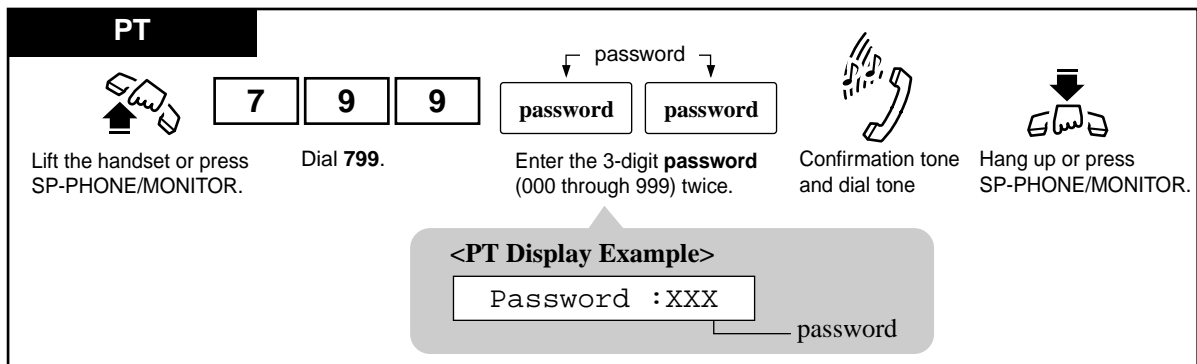 PT
password
7 9 9
password password
Lift the handset or press
SP-PHONE/MONITOR.
Dial 799.
Enter the 3-digit password
(000 through 999) twice.
Confirmation tone
and dial tone
Hang up or press
SP-PHONE/MONITOR.
<PT Display Example>
Password :XXX
password